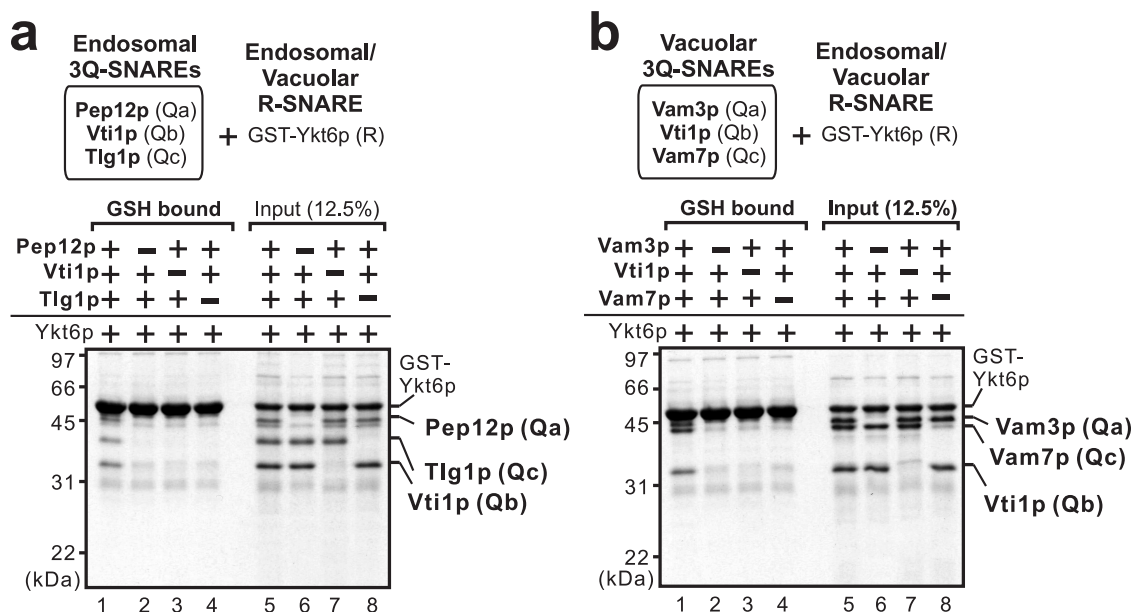 a
Endosomal
3Q-SNAREs
Pep12p (Qa)
Vti1p (Qb)
Tlg1p (Qc)
+
Endosomal/
Vacuolar
R-SNARE
GST-Ykt6p (R)
GSH bound
Input (12.5%)
Pep12p + − + + + − + +
Vti1p + + − + + + − +
Tlg1p + + + − + + + −
Ykt6p + + + + + + + +
97
66
45
31
22
(kDa)
GST-
Ykt6p
Pep12p (Qa)
Tlg1p (Qc)
Vti1p (Qb)
1 2 3 4 5 6 7 8
b
Vacuolar
3Q-SNAREs
Vam3p (Qa)
Vti1p (Qb)
Vam7p (Qc)
+
Endosomal/
Vacuolar
R-SNARE
GST-Ykt6p (R)
GSH bound
Input (12.5%)
Vam3p + − + + + − + +
Vti1p + + − + + + − +
Vam7p + + + − + + + −
Ykt6p + + + + + + + +
97
66
45
31
22
(kDa)
GST-
Ykt6p
Vam3p (Qa)
Vam7p (Qc)
Vti1p (Qb)
1 2 3 4 5 6 7 8